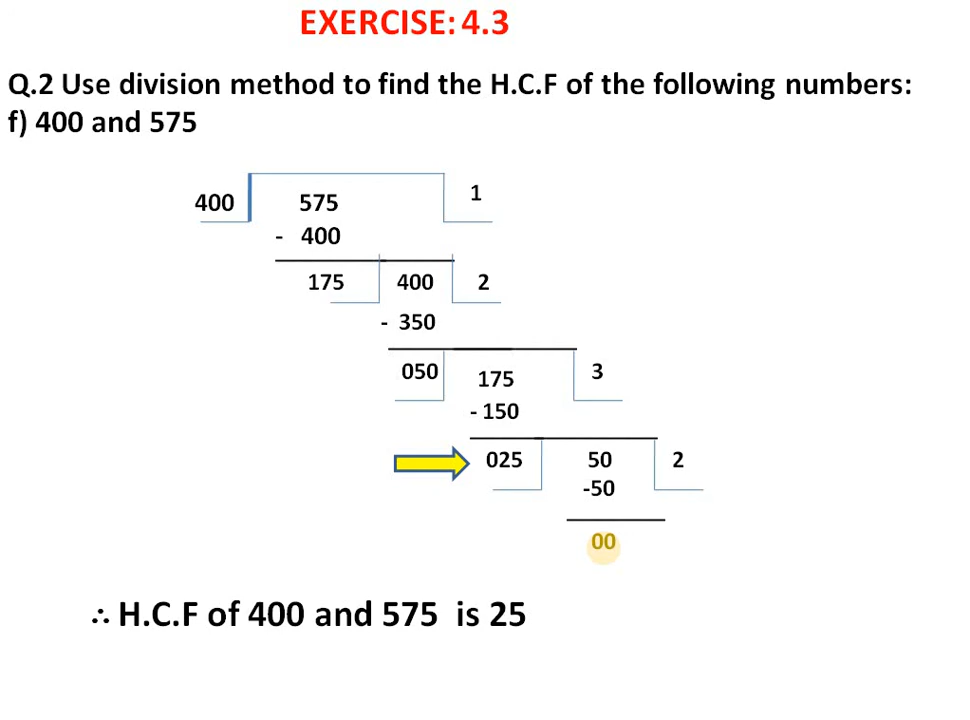 EXERCISE: 4.3
Q.2 Use division method to find the H.C.F of the following numbers:
f) 400 and 575
400 575 1
- 400
175 400 2
- 350
050 175 3
- 150
025 50 2
-50
00
∴ H.C.F of 400 and 575 is 25